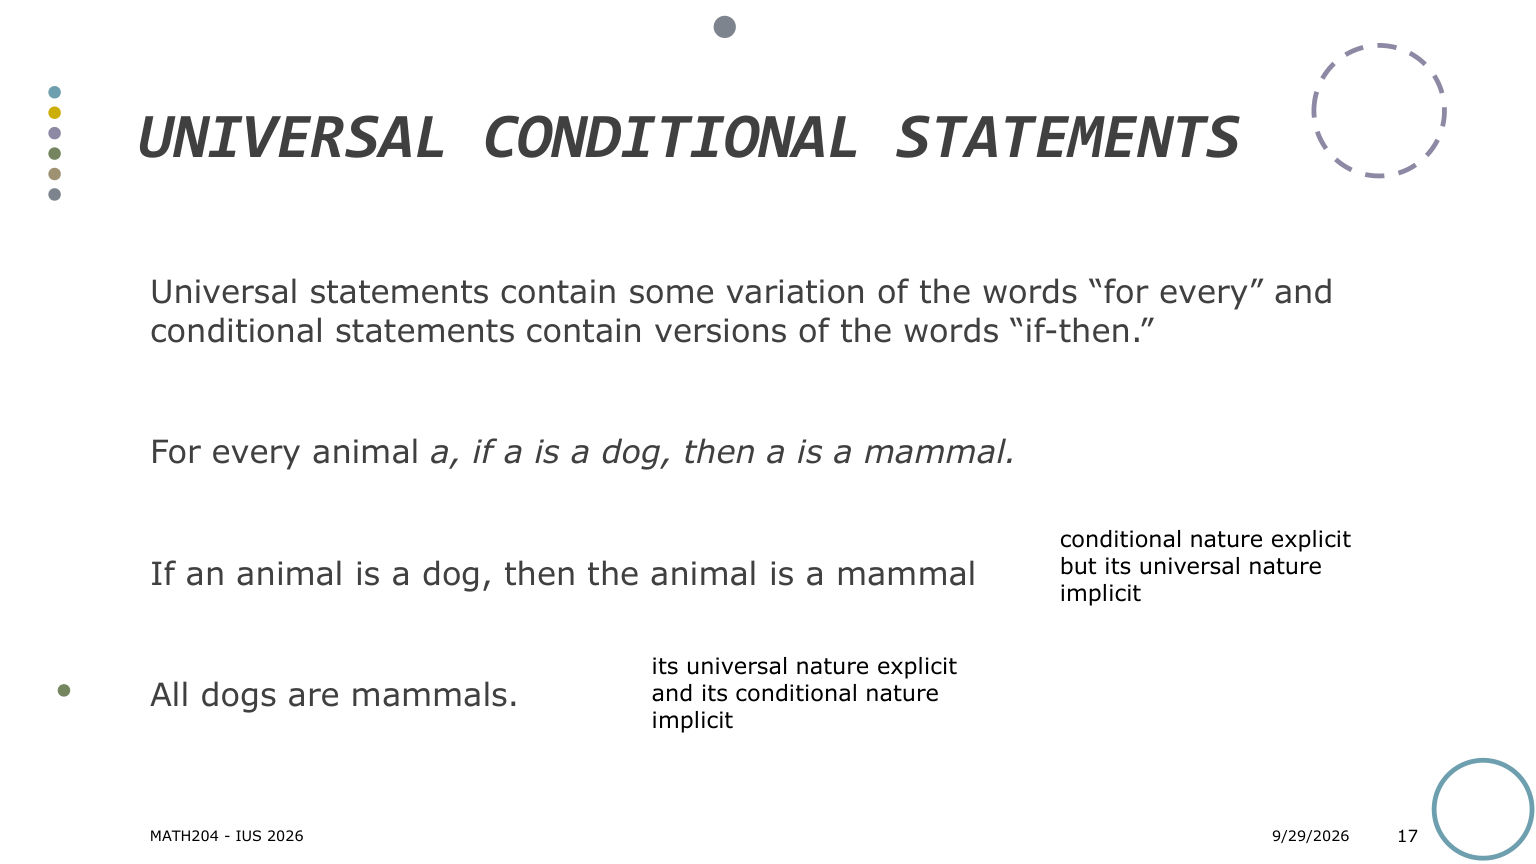 UNIVERSAL CONDITIONAL STATEMENTS
Universal statements contain some variation of the words “for every” and
conditional statements contain versions of the words “if-then.”
For every animal a, if a is a dog, then a is a mammal.
If an animal is a dog, then the animal is a mammal
conditional nature explicit
but its universal nature
implicit
All dogs are mammals.
its universal nature explicit
and its conditional nature
implicit
MATH204 - IUS 2026
9/29/2026
17